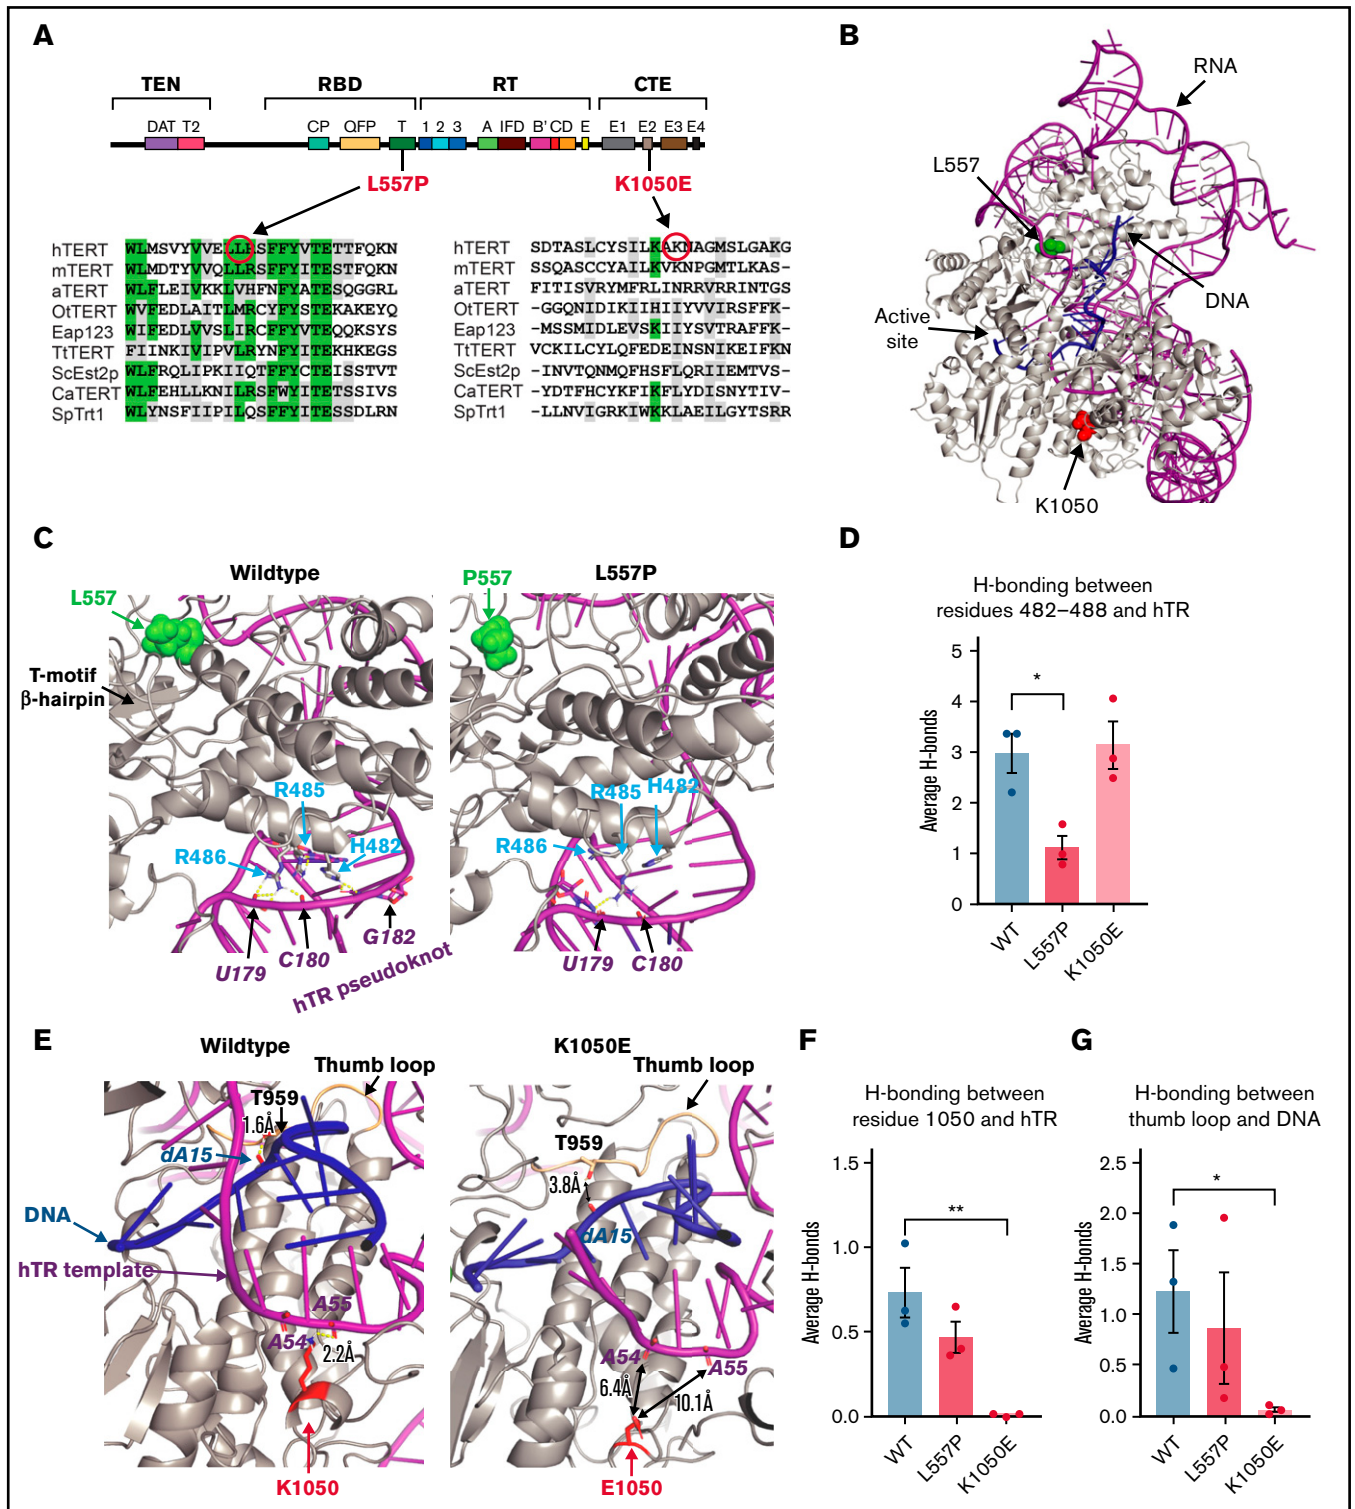 A
TEN RBD RT CTE
DAT T2 CP QFP T 1 2 3 A IFD B' CD E E1 E2 E3 E4
L557P K1050E
hTERT WLMSVYVVELLRSFFYVTETTFQKN
mTERT WLMDTYVVQLLRSFFYITESTFQKN
aTERT WLFLEIVKKLVHFNFYATESQGGRL
OtTERT WVFEDLAITLMRCYFYSTEKAKEYQ
Eap123 WIFEDLVVSLIRCFFYVTEQQKSYS
TtTERT FIINKIVIPVLRYNFYITEKHKEGS
ScEst2p WLFRQLIPKIIQTFFYCTEISSTVT
CaTERT WLFEHLLKNILRSFWYITESSIVS
SpTrt1 WLYNSFIIPILQSFFYITESSDLRN
hTERT SDTASLCYSILKAKNAGMSLGAKG
mTERT SSQASCCYAILKVKNPGMTLKAS-
aTERT FITISVRYMFRLINRRVRRINTGS
OtTERT -GGQNIDIKIIHIYHTVIRSFFK-
Eap123 -MSSMIDLEVSKIIYSVTRAFFK-
TtTERT VCKILCYLQFEDEINSNIKEIFKN
ScEst2p -INVTQNMQFHSFLQRIIEMTVS-
CaTERT -YDTFHCYKFIKFLYDISNYTIV-
SpTrt1 -LLNVIGRKIWKKLAEILGYTSRR
B
RNA
L557
DNA
Active
site
K1050
C
Wildtype
L557
T-motif
β-hairpin
R485
R486
H482
U179
C180
G182
hTR pseudoknot
L557P
P557
R485
H482
R486
U179
C180
D
H-bonding between
residues 482–488 and hTR
Average H-bonds
5
4
3
2
1
0
*
WT
L557P
K1050E
E
Wildtype
Thumb loop
T959
1.6Å
dA15
DNA
hTR template
A55
A54
2.2Å
K1050
K1050E
Thumb loop
T959
3.8Å
dA15
A54
A55
6.4Å
10.1Å
E1050
F
H-bonding between
residue 1050 and hTR
Average H-bonds
1.5
1.0
0.5
0.0
**
WT
L557P
K1050E
G
H-bonding between
thumb loop and DNA
Average H-bonds
2.5
2.0
1.5
1.0
0.5
0.0
*
WT
L557P
K1050E